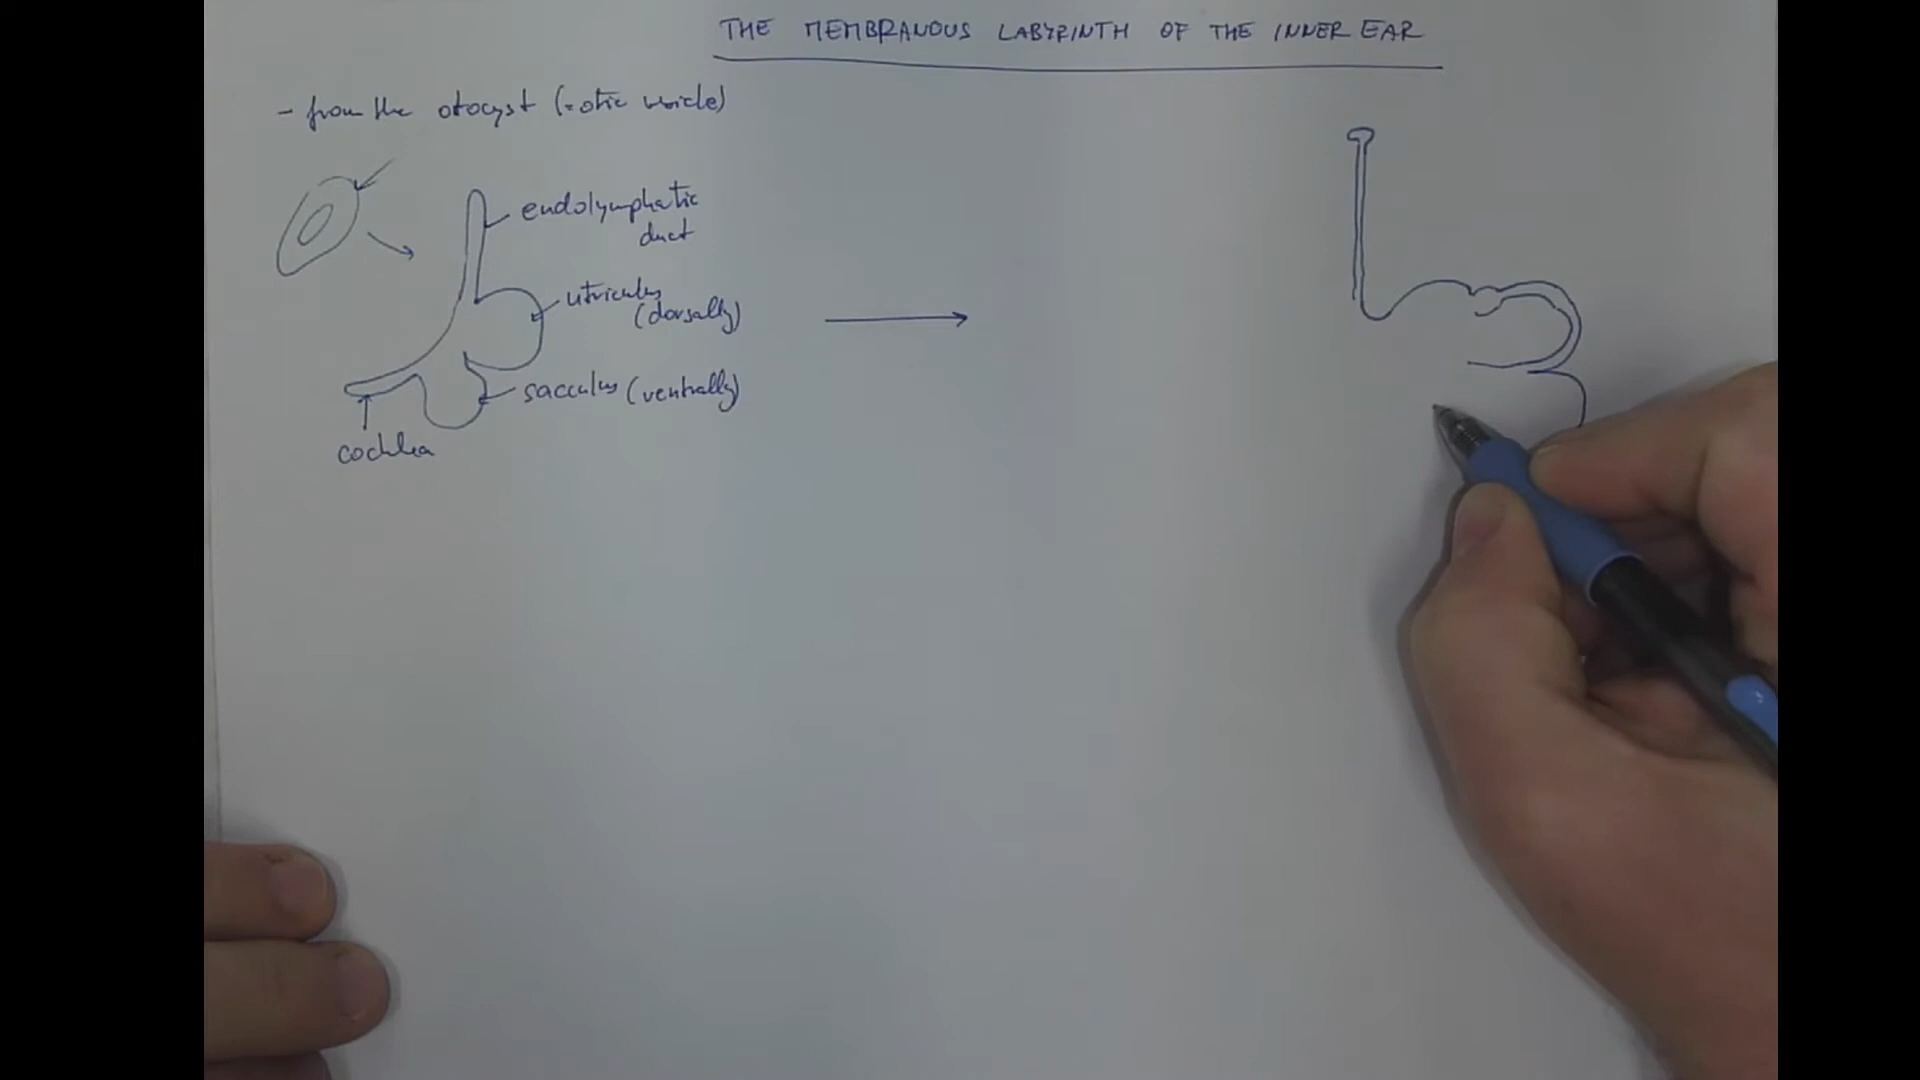 THE MEMBRANOUS LABYRINTH OF THE INNER EAR
- from the otocyst (=otic vesicle)
endolymphatic
duct
utriculus
(dorsally)
sacculus (ventrally)
cochlea